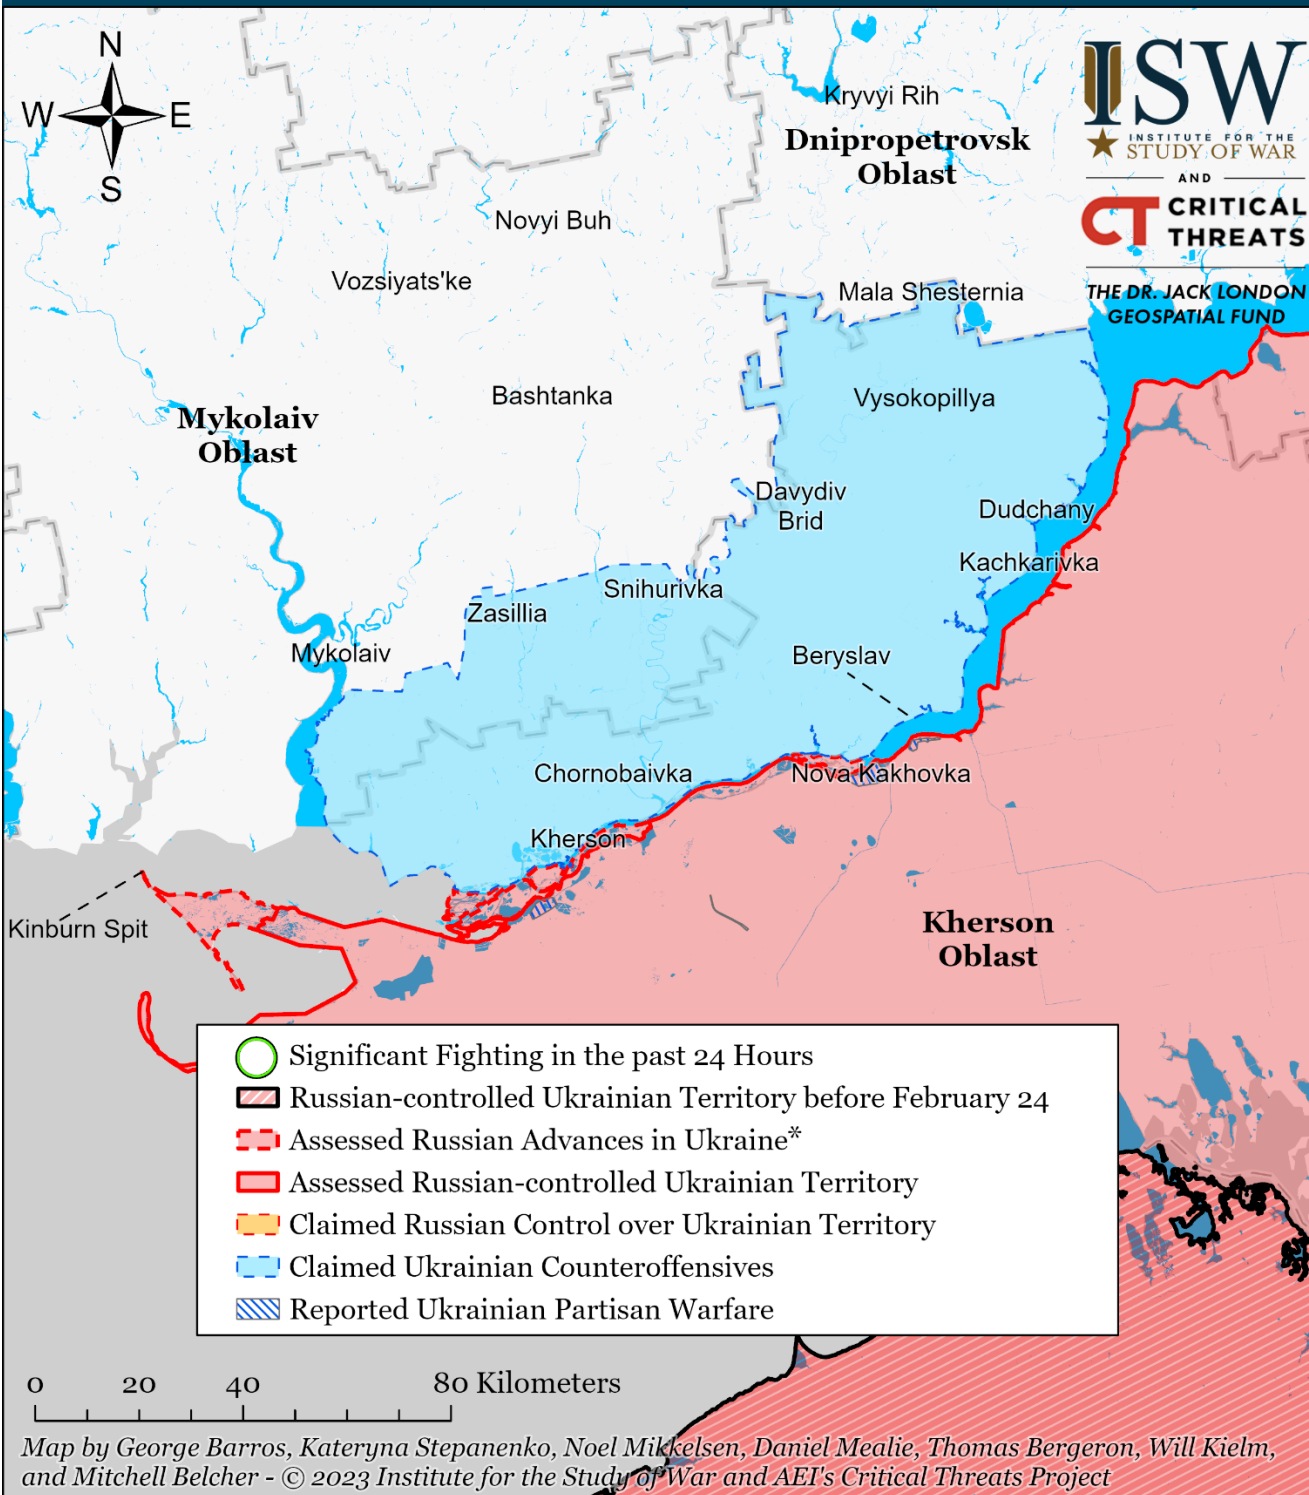 N
W
E
S
ISW
INSTITUTE FOR THE
STUDY OF WAR
AND
CT CRITICAL
THREATS
THE DR. JACK LONDON
GEOSPATIAL FUND
Kryvyi Rih
Dnipropetrovsk
Oblast
Novyi Buh
Vozsiyats'ke
Mala Shesternia
Bashtanka
Vysokopillya
Mykolaiv
Oblast
Davydiv
Brid
Dudchany
Kachkarivka
Snihurivka
Zasillia
Mykolaiv
Beryslav
Chornobaivka
Nova Kakhovka
Kherson
Kinburn Spit
Kherson
Oblast
Significant Fighting in the past 24 Hours
Russian-controlled Ukrainian Territory before February 24
Assessed Russian Advances in Ukraine*
Assessed Russian-controlled Ukrainian Territory
Claimed Russian Control over Ukrainian Territory
Claimed Ukrainian Counteroffensives
Reported Ukrainian Partisan Warfare
0 20 40 80 Kilometers
Map by George Barros, Kateryna Stepanenko, Noel Mikkelsen, Daniel Mealie, Thomas Bergeron, Will Kielm,
and Mitchell Belcher - © 2023 Institute for the Study of War and AEI's Critical Threats Project